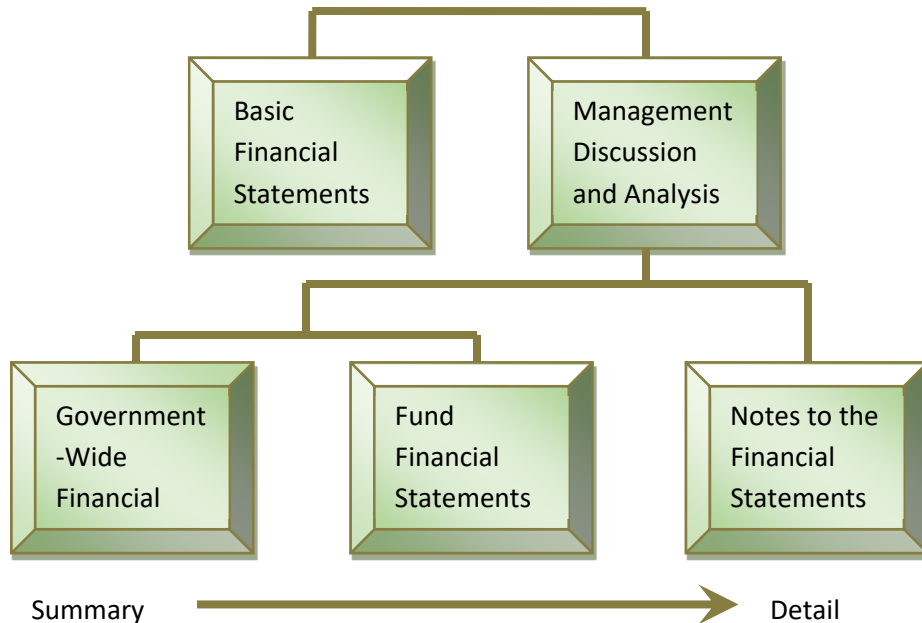 Basic
Financial
Statements
Management
Discussion
and Analysis
Government
-Wide
Financial
Fund
Financial
Statements
Notes to the
Financial
Statements
Summary
Detail